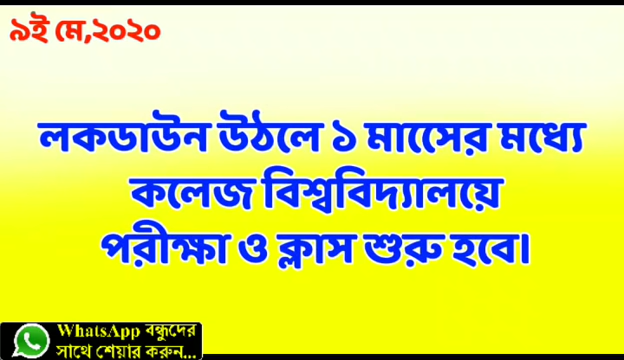 ৯ই মে,২০২০
লকডাউন উঠলে ১ মাসের মধ্যে
কলেজ বিশ্ববিদ্যালয়ে
পরীক্ষা ও ক্লাস শুরু হবে।
WhatsApp বন্ধুদের
সাথে শেয়ার করুন...